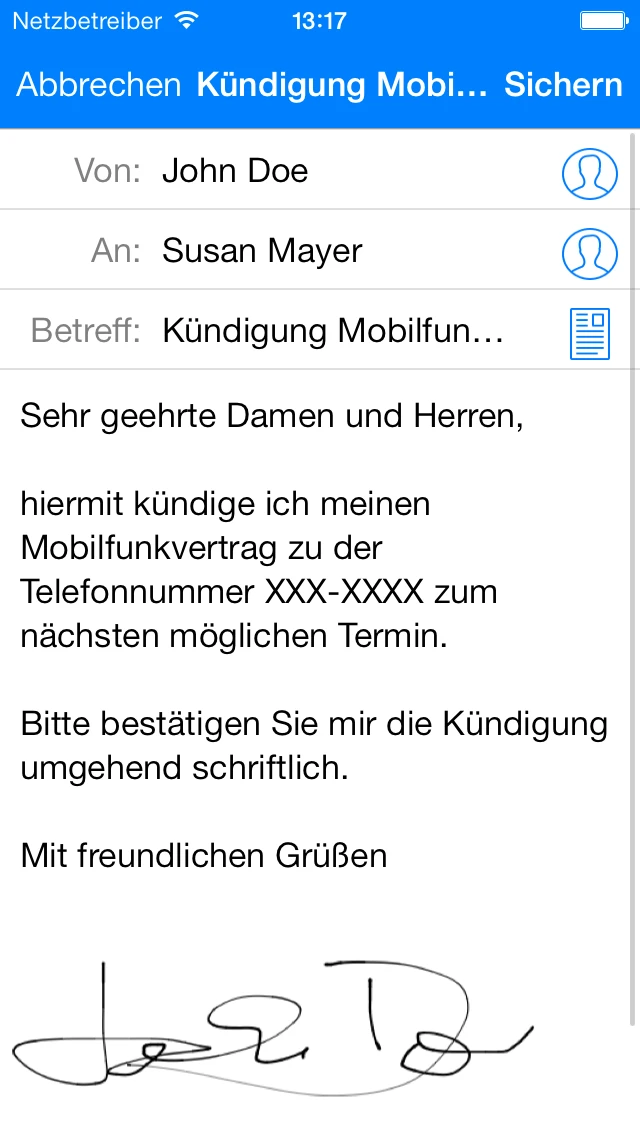 Netzbetreiber 13:17
Abbrechen Kündigung Mobi... Sichern
Von: John Doe
An: Susan Mayer
Betreff: Kündigung Mobilfun...
Sehr geehrte Damen und Herren,
hiermit kündige ich meinen
Mobilfunkvertrag zu der
Telefonnummer XXX-XXXX zum
nächsten möglichen Termin.
Bitte bestätigen Sie mir die Kündigung
umgehend schriftlich.
Mit freundlichen Grüßen